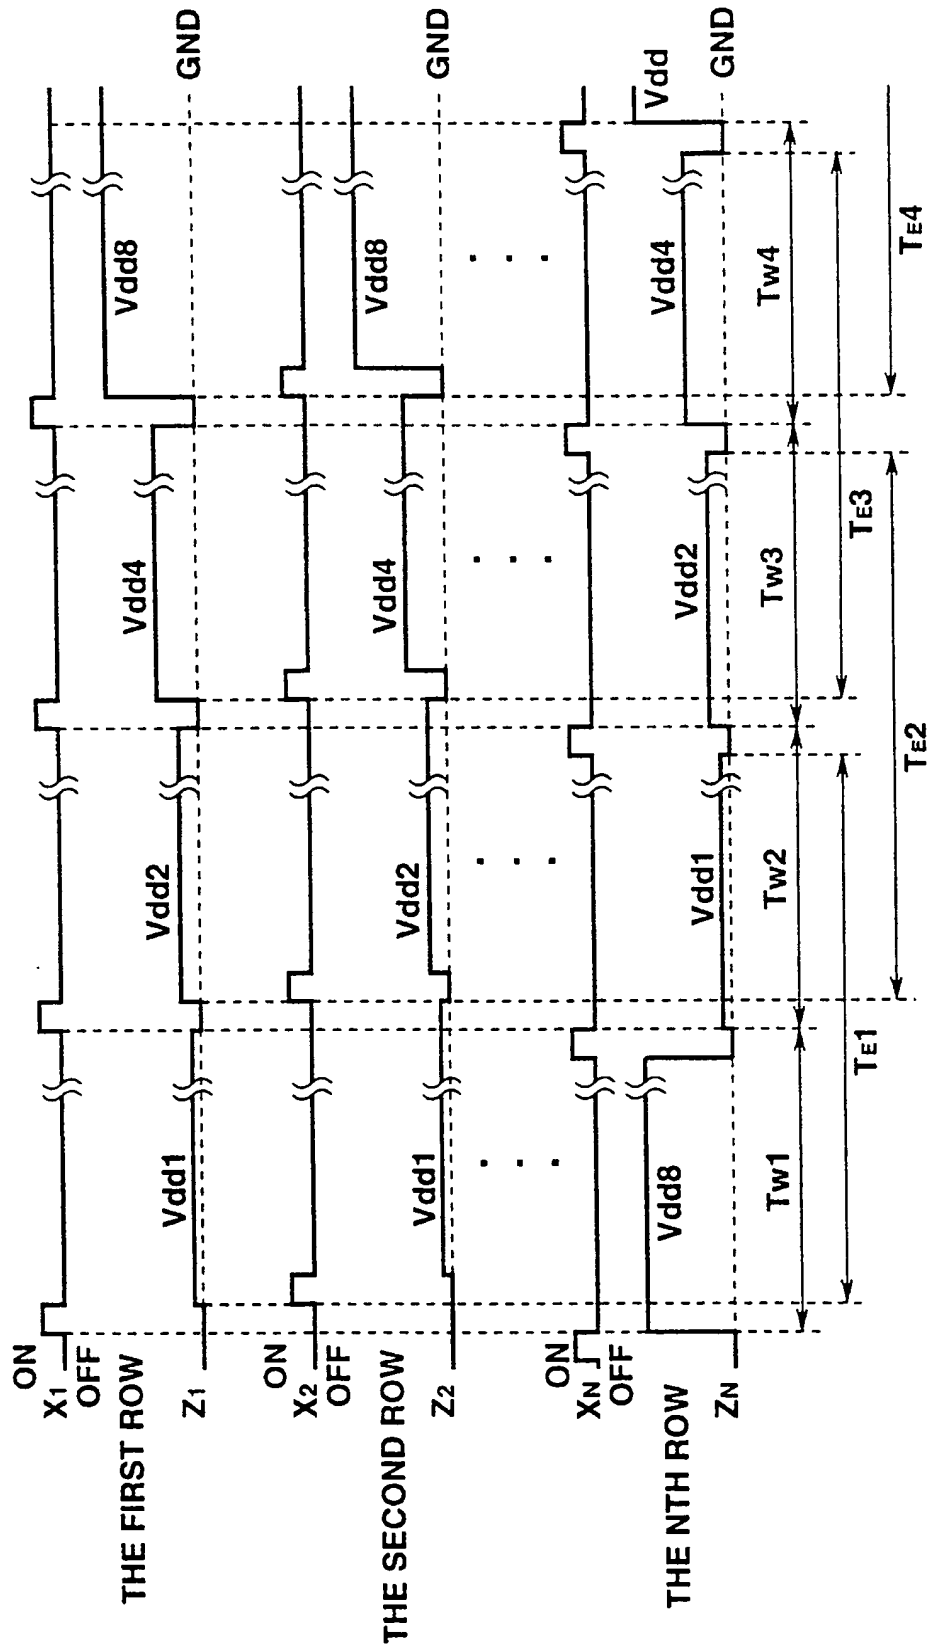 ON
X1
OFF
THE FIRST ROW
Z1
Vdd1
Vdd2
Vdd4
Vdd8
GND
ON
X2
OFF
THE SECOND ROW
Z2
Vdd1
Vdd2
Vdd4
Vdd8
GND
. . .
. . .
. . .
. . .
ON
XN
OFF
THE NTH ROW
ZN
Vdd8
Vdd1
Vdd2
Vdd4
Vdd
GND
Tw1
Tw2
Tw3
Tw4
TE1
TE3
TE2
TE4